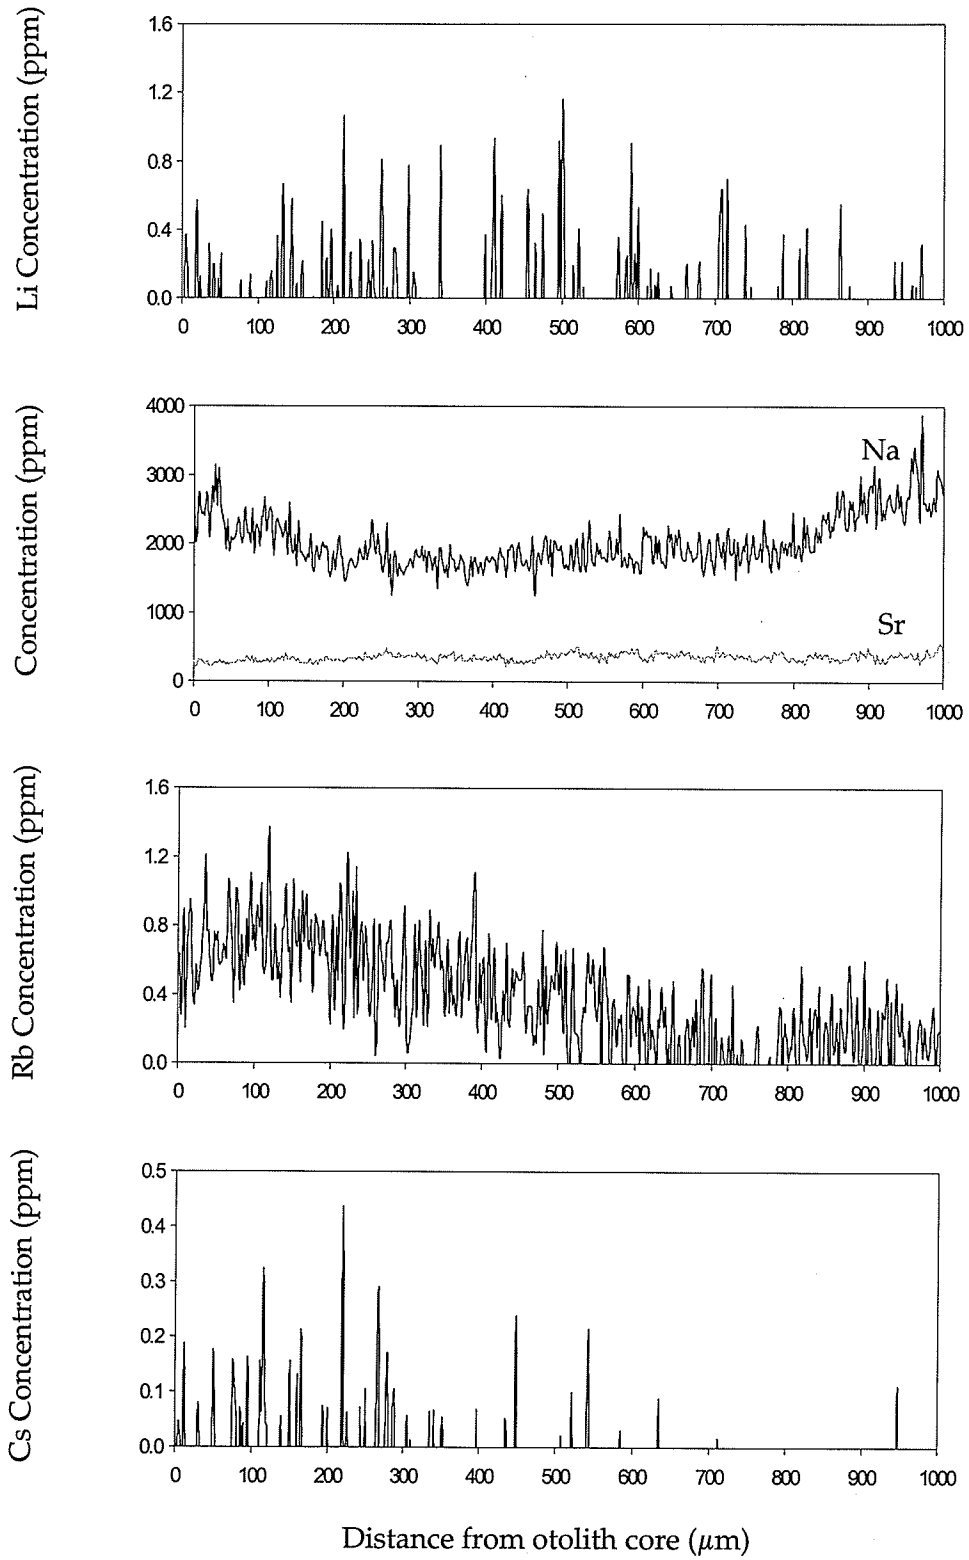 Li Concentration (ppm)
1.6
1.2
0.8
0.4
0.0
0 100 200 300 400 500 600 700 800 900 1000
Concentration (ppm)
4000
3000
2000
1000
0
Na
Sr
0 100 200 300 400 500 600 700 800 900 1000
Rb Concentration (ppm)
1.6
1.2
0.8
0.4
0.0
0 100 200 300 400 500 600 700 800 900 1000
Cs Concentration (ppm)
0.5
0.4
0.3
0.2
0.1
0.0
0 100 200 300 400 500 600 700 800 900 1000
Distance from otolith core (μm)